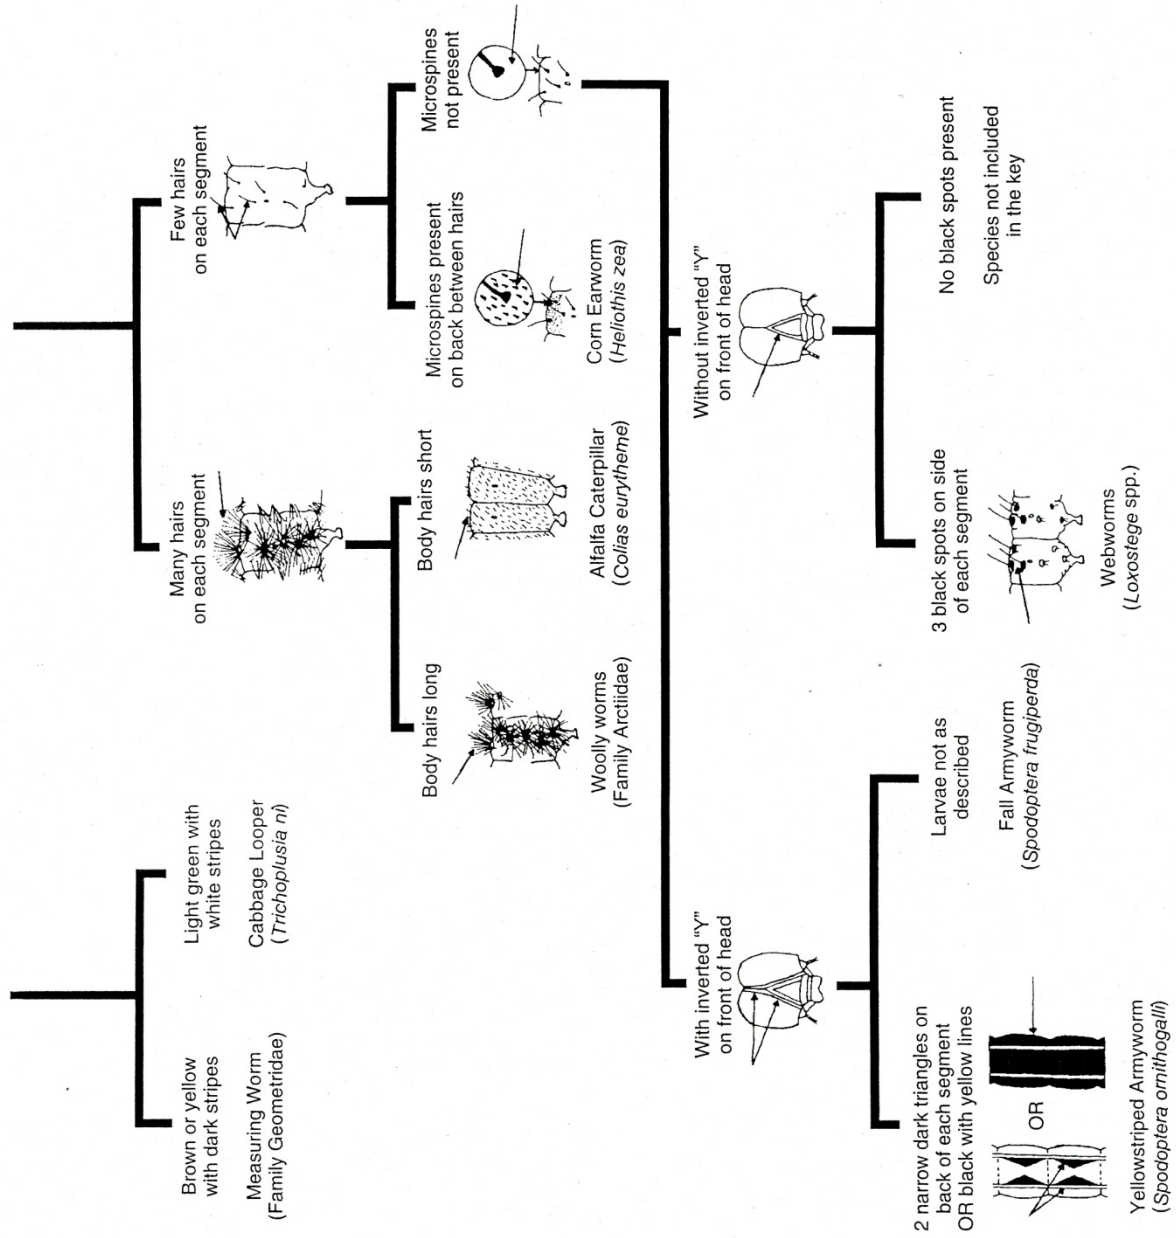 Brown or yellow
with dark stripes
Measuring Worm
(Family Geometridae)
Light green with
white stripes
Cabbage Looper
(Trichoplusia ni)
Many hairs
on each segment
Few hairs
on each segment
Body hairs long
Woolly worms
(Family Arctiidae)
Body hairs short
Alfalfa Caterpillar
(Colias eurytheme)
Microspines present
on back between hairs
Corn Earworm
(Heliothis zea)
Microspines
not present
With inverted "Y"
on front of head
Without inverted "Y"
on front of head
2 narrow dark triangles on
back of each segment
OR black with yellow lines
OR
Yellowstriped Armyworm
(Spodoptera ornithogalli)
Larvae not as
described
Fall Armyworm
(Spodoptera frugiperda)
3 black spots on side
of each segment
Webworms
(Loxostege spp.)
No black spots present
Species not included
in the key